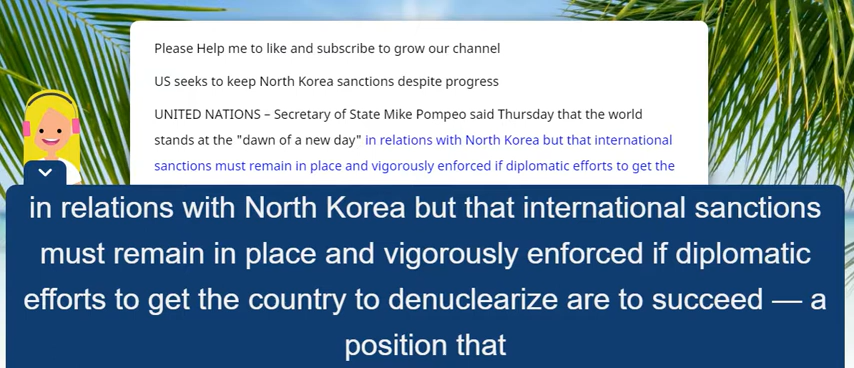 Please Help me to like and subscribe to grow our channel
US seeks to keep North Korea sanctions despite progress
UNITED NATIONS – Secretary of State Mike Pompeo said Thursday that the world
stands at the "dawn of a new day" in relations with North Korea but that international
sanctions must remain in place and vigorously enforced if diplomatic efforts to get the
in relations with North Korea but that international sanctions
must remain in place and vigorously enforced if diplomatic
efforts to get the country to denuclearize are to succeed — a
position that